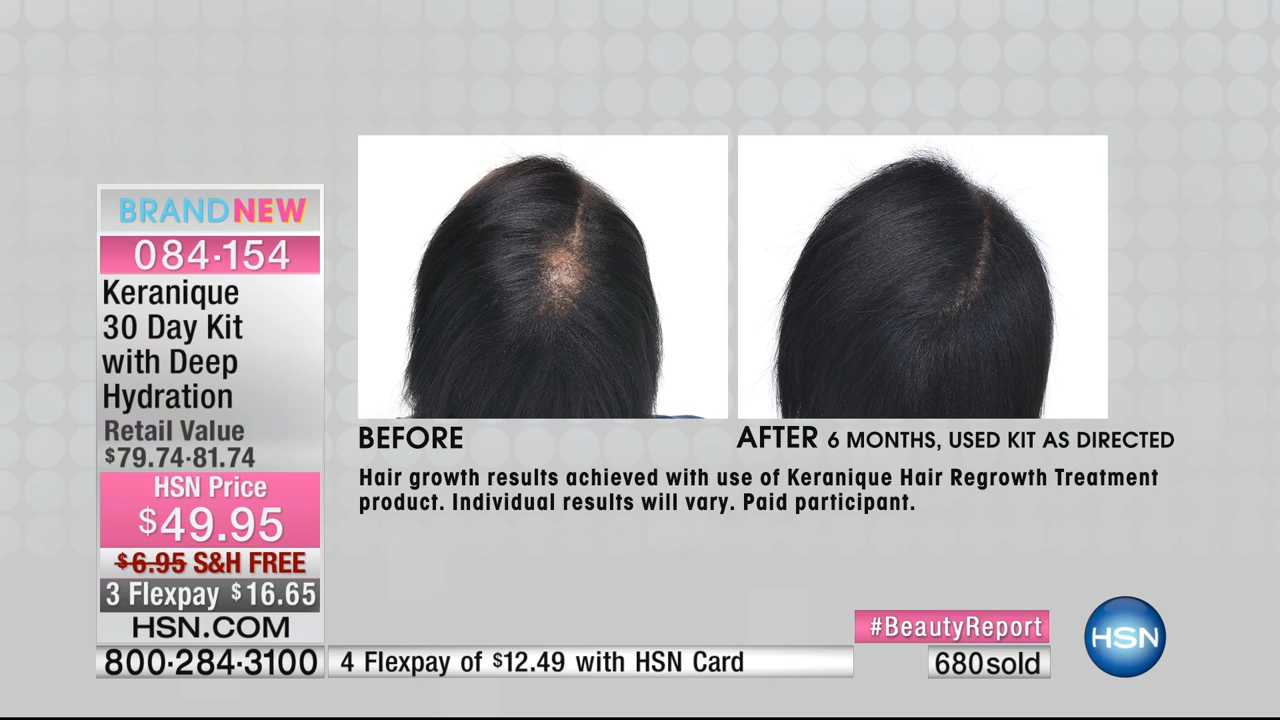 BRAND NEW
084·154
Keranique
30 Day Kit
with Deep
Hydration
Retail Value
$79.74·81.74
HSN Price
$49.95
$6.95 S&H FREE
3 Flexpay $16.65
HSN.COM
800·284·3100
BEFORE
AFTER 6 MONTHS, USED KIT AS DIRECTED
Hair growth results achieved with use of Keranique Hair Regrowth Treatment
product. Individual results will vary. Paid participant.
#BeautyReport
HSN
4 Flexpay of $12.49 with HSN Card
680 sold